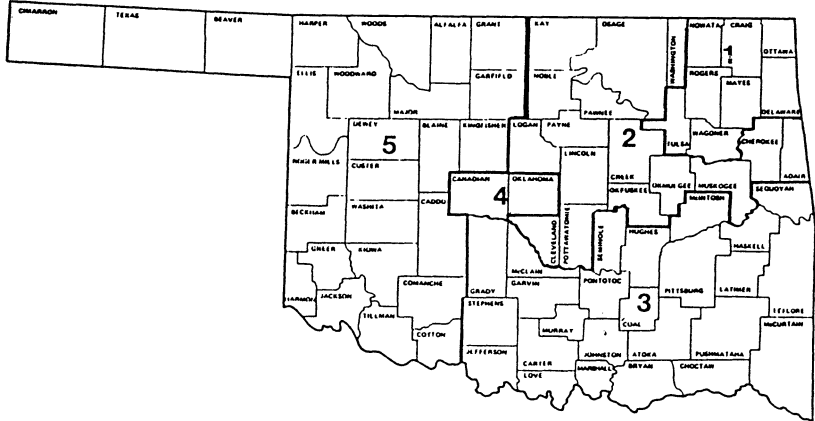 CIMARRON
TEXAS
BEAVER
HARPER
WOODS
ALFALFA
GRANT
KAY
OSAGE
NOWATA
CRAIG
OTTAWA
WASHINGTON
1
ELLIS
WOODWARD
GARFIELD
NOBLE
ROGERS
MAYES
MAJOR
PAWNEE
DELAWARE
DEWEY
BLAINE
KINGFISHER
LOGAN
PAYNE
2
TULSA
WAGONER
CHEROKEE
5
ROGER MILLS
CUSTER
LINCOLN
CREEK
ADAIR
CANADIAN
OKLAHOMA
OKFUSKEE
OKMULGEE
MUSKOGEE
SEQUOYAH
4
MCINTOSH
BECKHAM
WASHITA
CADDO
CLEVELAND
POTTAWATOMIE
SEMINOLE
HUGHES
HASKELL
GREER
KIOWA
MCCLAIN
GARVIN
PONTOTOC
PITTSBURG
LATIMER
HARMON
JACKSON
COMANCHE
GRADY
STEPHENS
3
LEFLORE
TILLMAN
COTTON
MURRAY
COAL
MCCURTAIN
JEFFERSON
CARTER
JOHNSTON
ATOKA
PUSHMATAHA
LOVE
MARSHALL
BRYAN
CHOCTAW